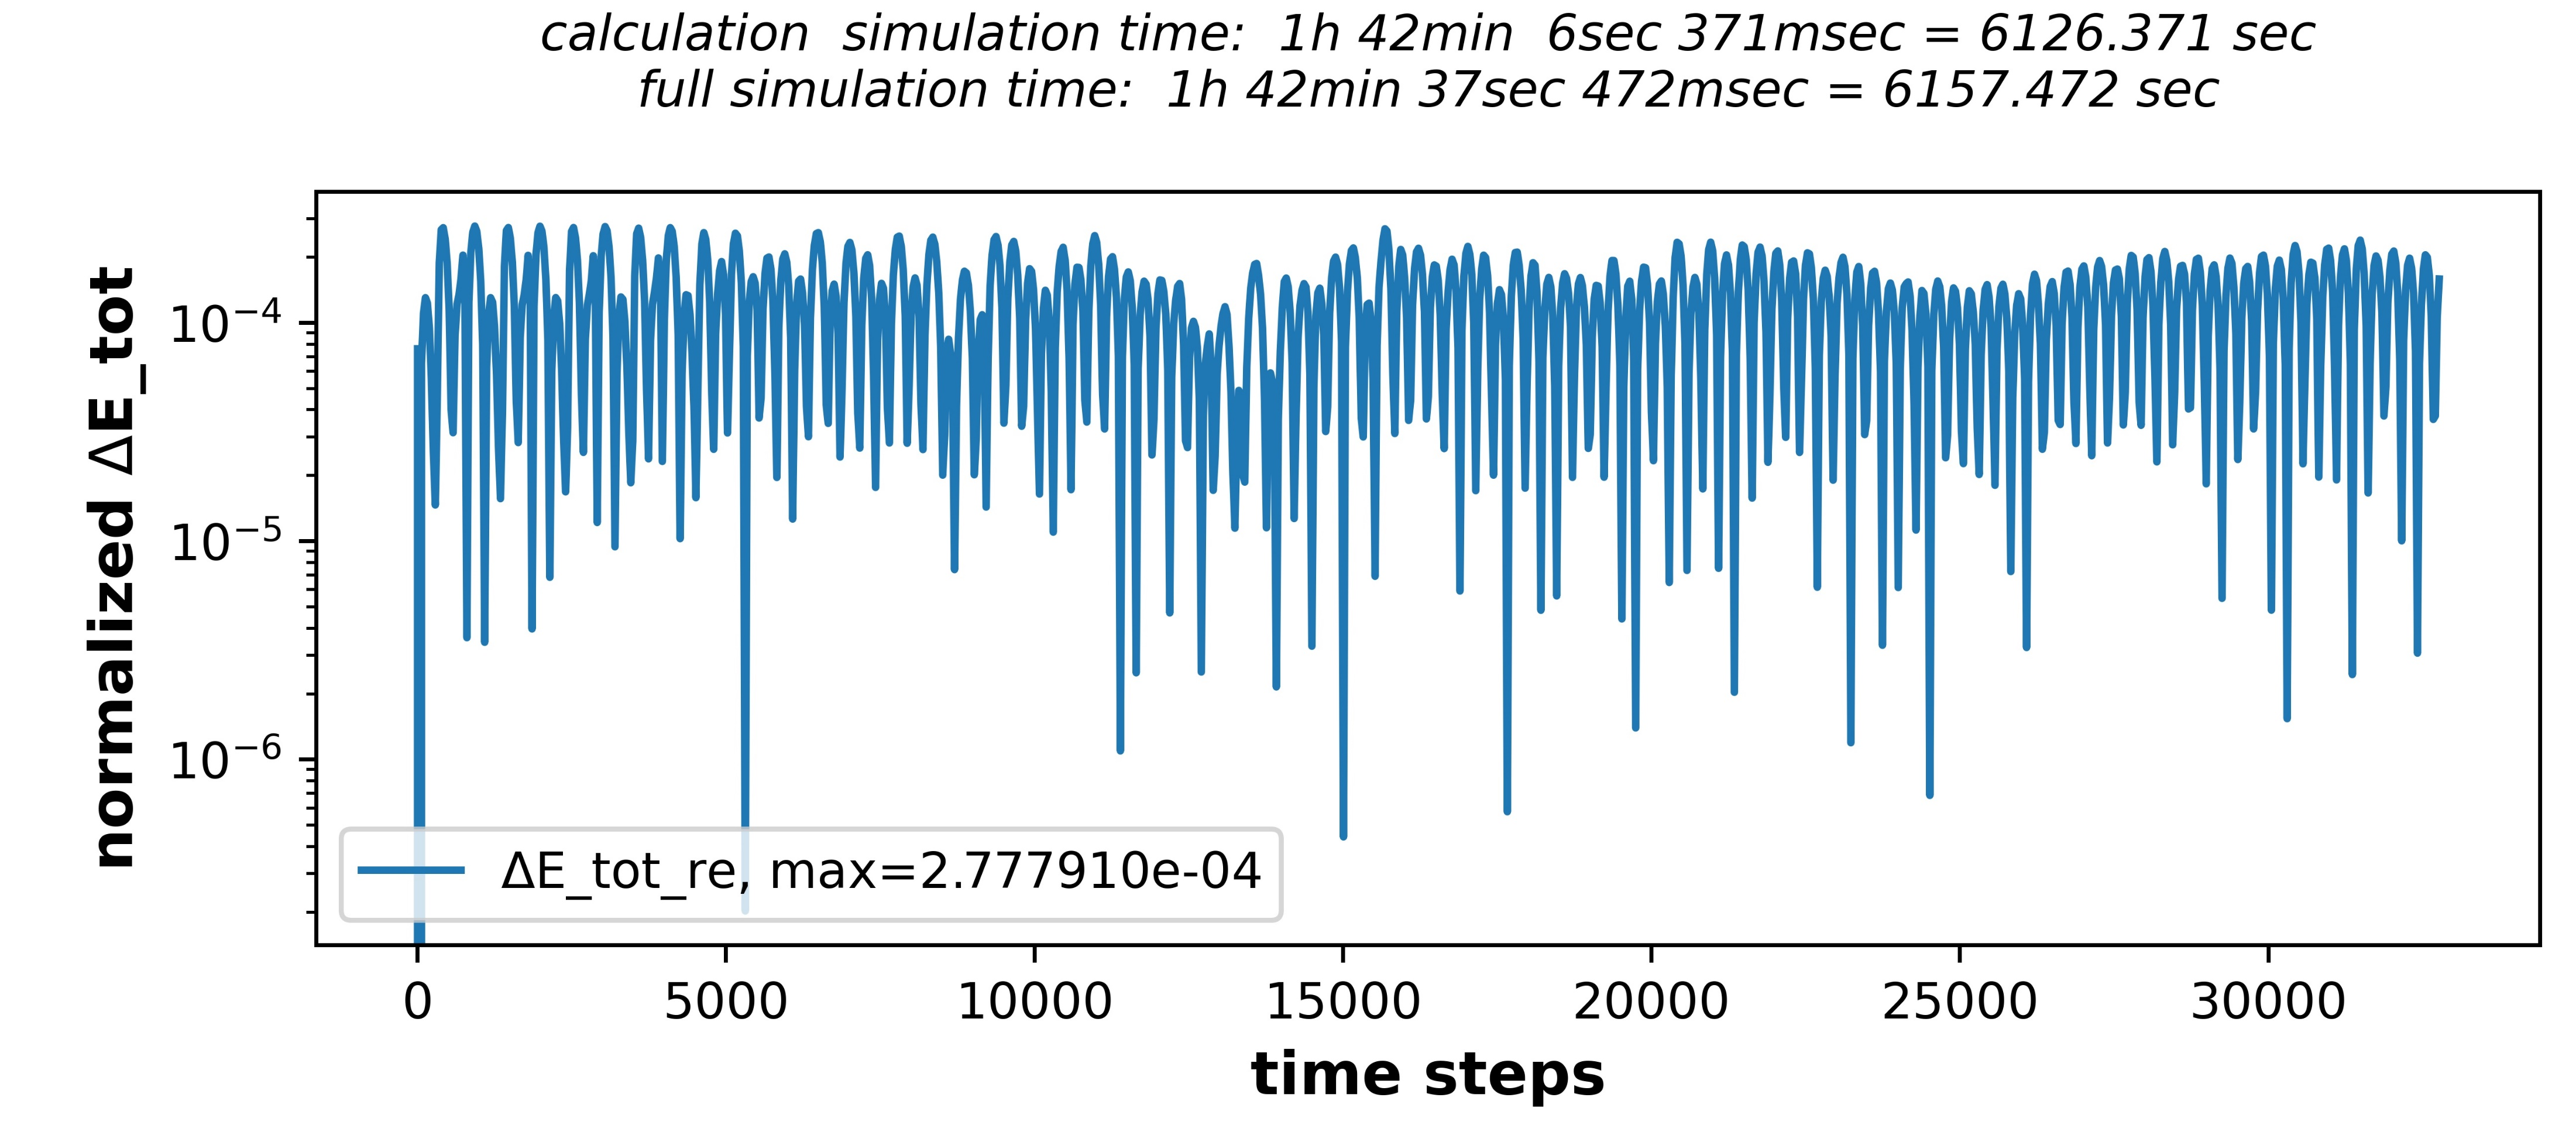 calculation  simulation time:  1h 42min  6sec 371msec = 6126.371 sec
full simulation time:  1h 42min 37sec 472msec = 6157.472 sec
normalized ΔE_tot
10⁻⁴
10⁻⁵
10⁻⁶
ΔE_tot_re, max=2.777910e-04
0 5000 10000 15000 20000 25000 30000
time steps